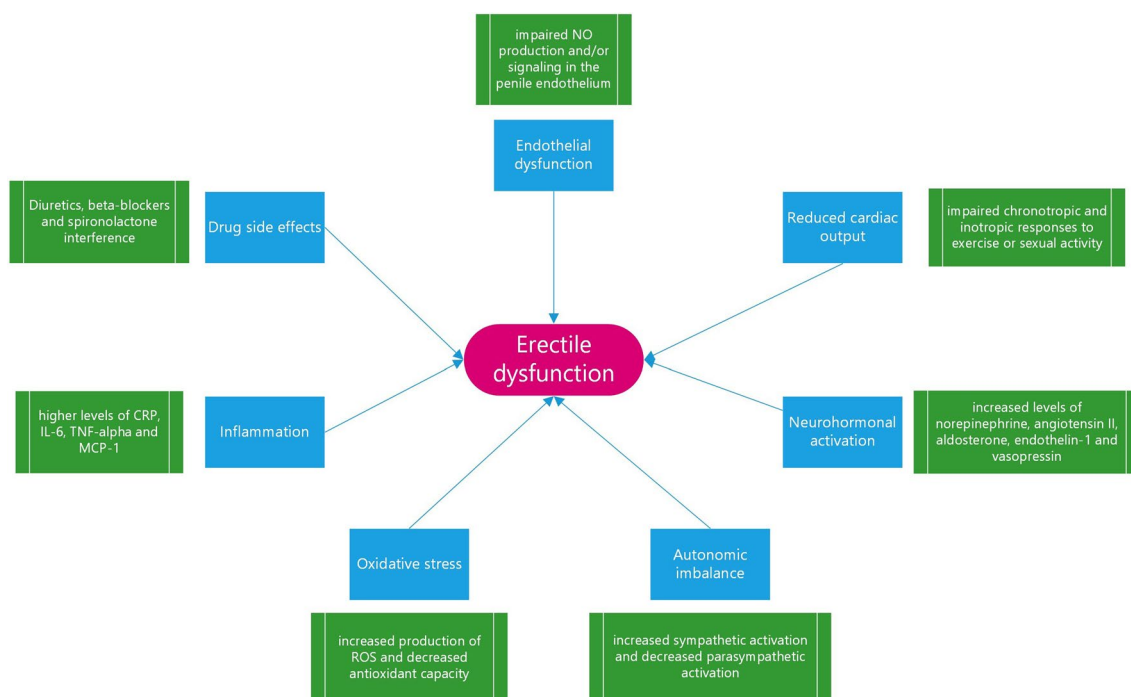 impaired NO
production and/or
signaling in the
penile endothelium
Endothelial
dysfunction
Diuretics, beta-blockers
and spironolactone
interference
Drug side effects
Reduced cardiac
output
impaired chronotropic and
inotropic responses to
exercise or sexual activity
Erectile
dysfunction
higher levels of CRP,
IL-6, TNF-alpha and
MCP-1
Inflammation
Neurohormonal
activation
increased levels of
norepinephrine, angiotensin II,
aldosterone, endothelin-1 and
vasopressin
Oxidative stress
Autonomic
imbalance
increased production of
ROS and decreased
antioxidant capacity
increased sympathetic activation
and decreased parasympathetic
activation